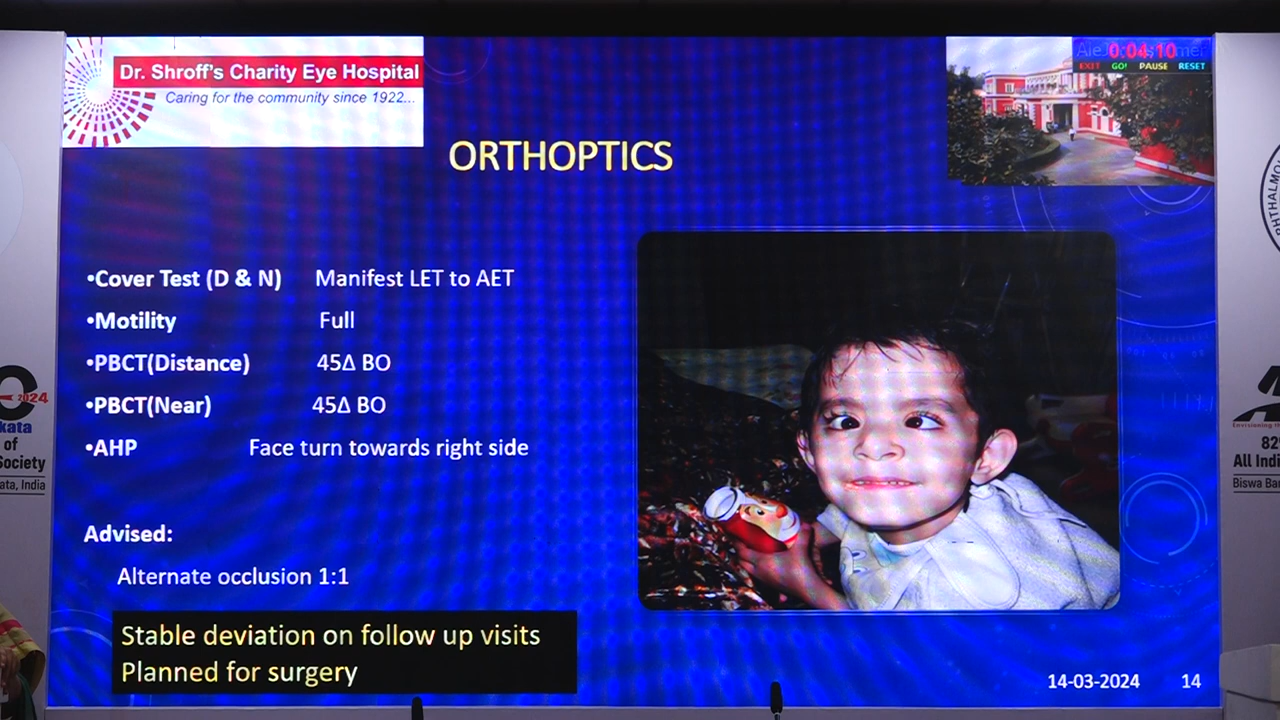 Dr. Shroff's Charity Eye Hospital
Caring for the community since 1922...
0:04:10
EXIT GO! PAUSE RESET
ORTHOPTICS
•Cover Test (D & N) Manifest LET to AET
•Motility Full
•PBCT(Distance) 45Δ BO
•PBCT(Near) 45Δ BO
•AHP Face turn towards right side
Advised:
Alternate occlusion 1:1
Stable deviation on follow up visits
Planned for surgery
14-03-2024 14
2024
kata
of
Society
ata, India
82
All Indi
Biswa Ba